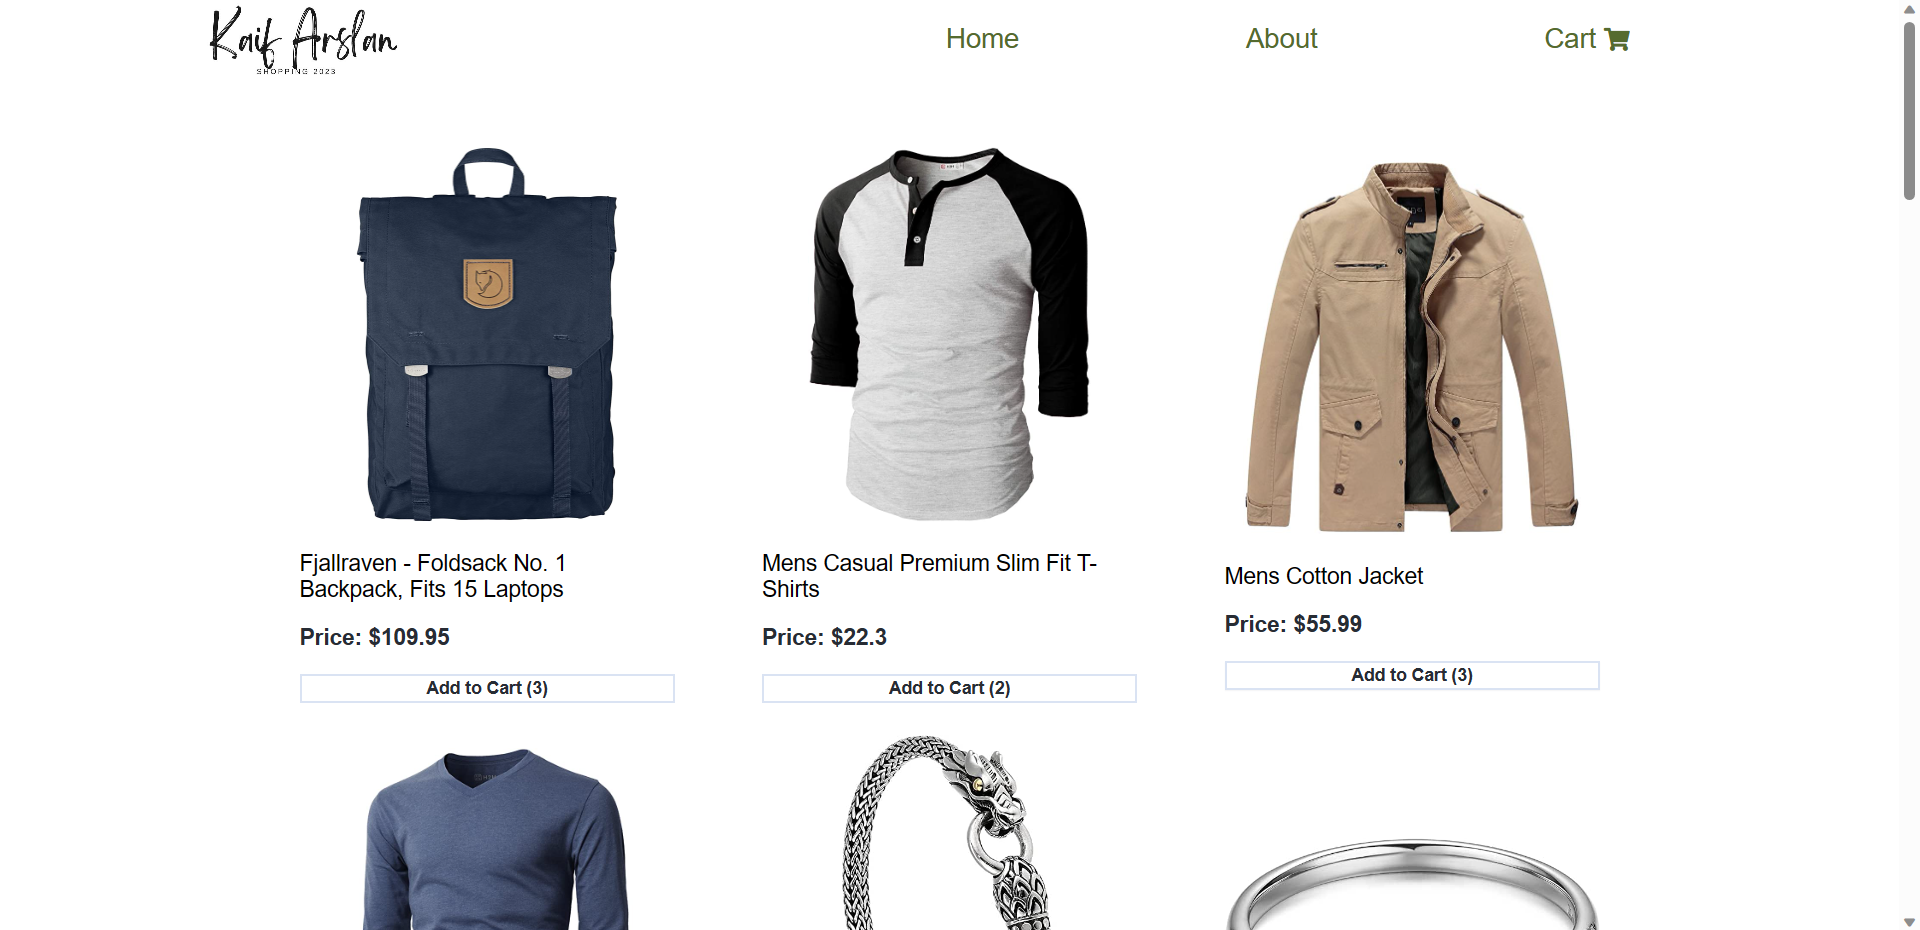 Kaif Arslan
SHOPPING 2023
Home
About
Cart
Fjallraven - Foldsack No. 1
Backpack, Fits 15 Laptops
Price: $109.95
Add to Cart (3)
Mens Casual Premium Slim Fit T-
Shirts
Price: $22.3
Add to Cart (2)
Mens Cotton Jacket
Price: $55.99
Add to Cart (3)